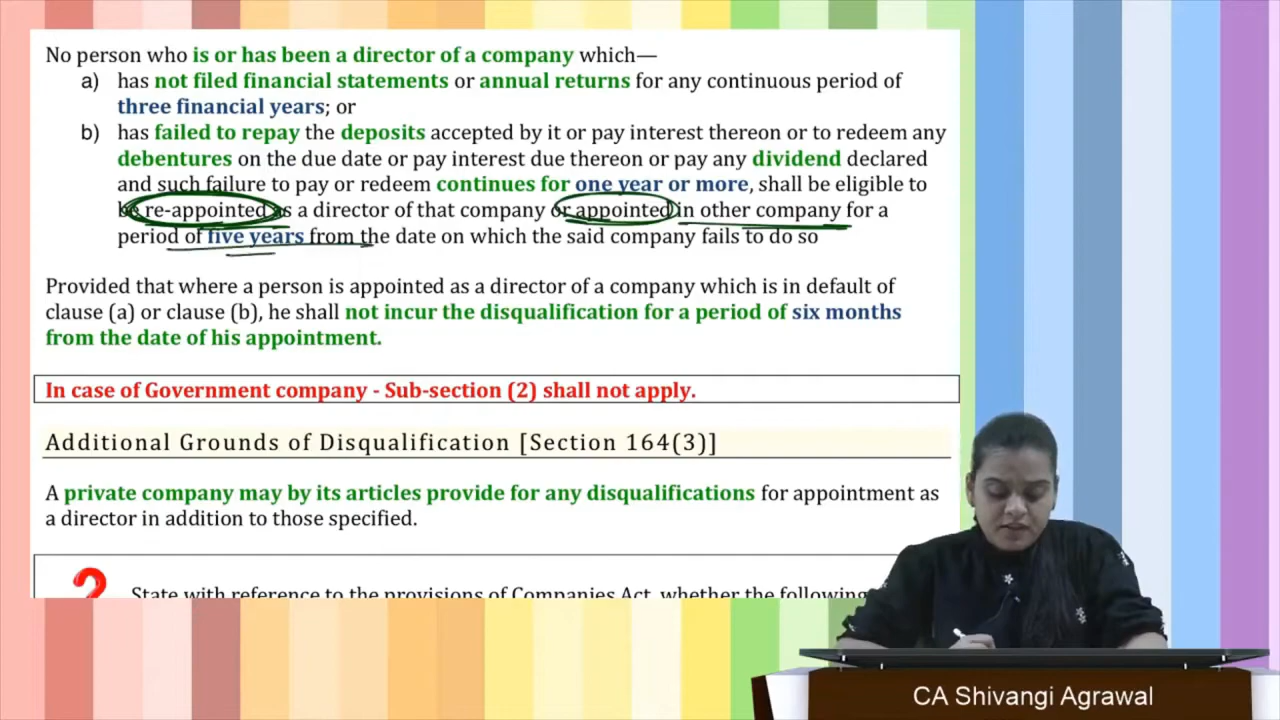 No person who is or has been a director of a company which—
a) has not filed financial statements or annual returns for any continuous period of
three financial years; or
b) has failed to repay the deposits accepted by it or pay interest thereon or to redeem any
debentures on the due date or pay interest due thereon or pay any dividend declared
and such failure to pay or redeem continues for one year or more, shall be eligible to
be re-appointed as a director of that company or appointed in other company for a
period of five years from the date on which the said company fails to do so
Provided that where a person is appointed as a director of a company which is in default of
clause (a) or clause (b), he shall not incur the disqualification for a period of six months
from the date of his appointment.
In case of Government company - Sub-section (2) shall not apply.
Additional Grounds of Disqualification [Section 164(3)]
A private company may by its articles provide for any disqualifications for appointment as
a director in addition to those specified.
?
State with reference to the provisions of Companies Act, whether the following
CA Shivangi Agrawal